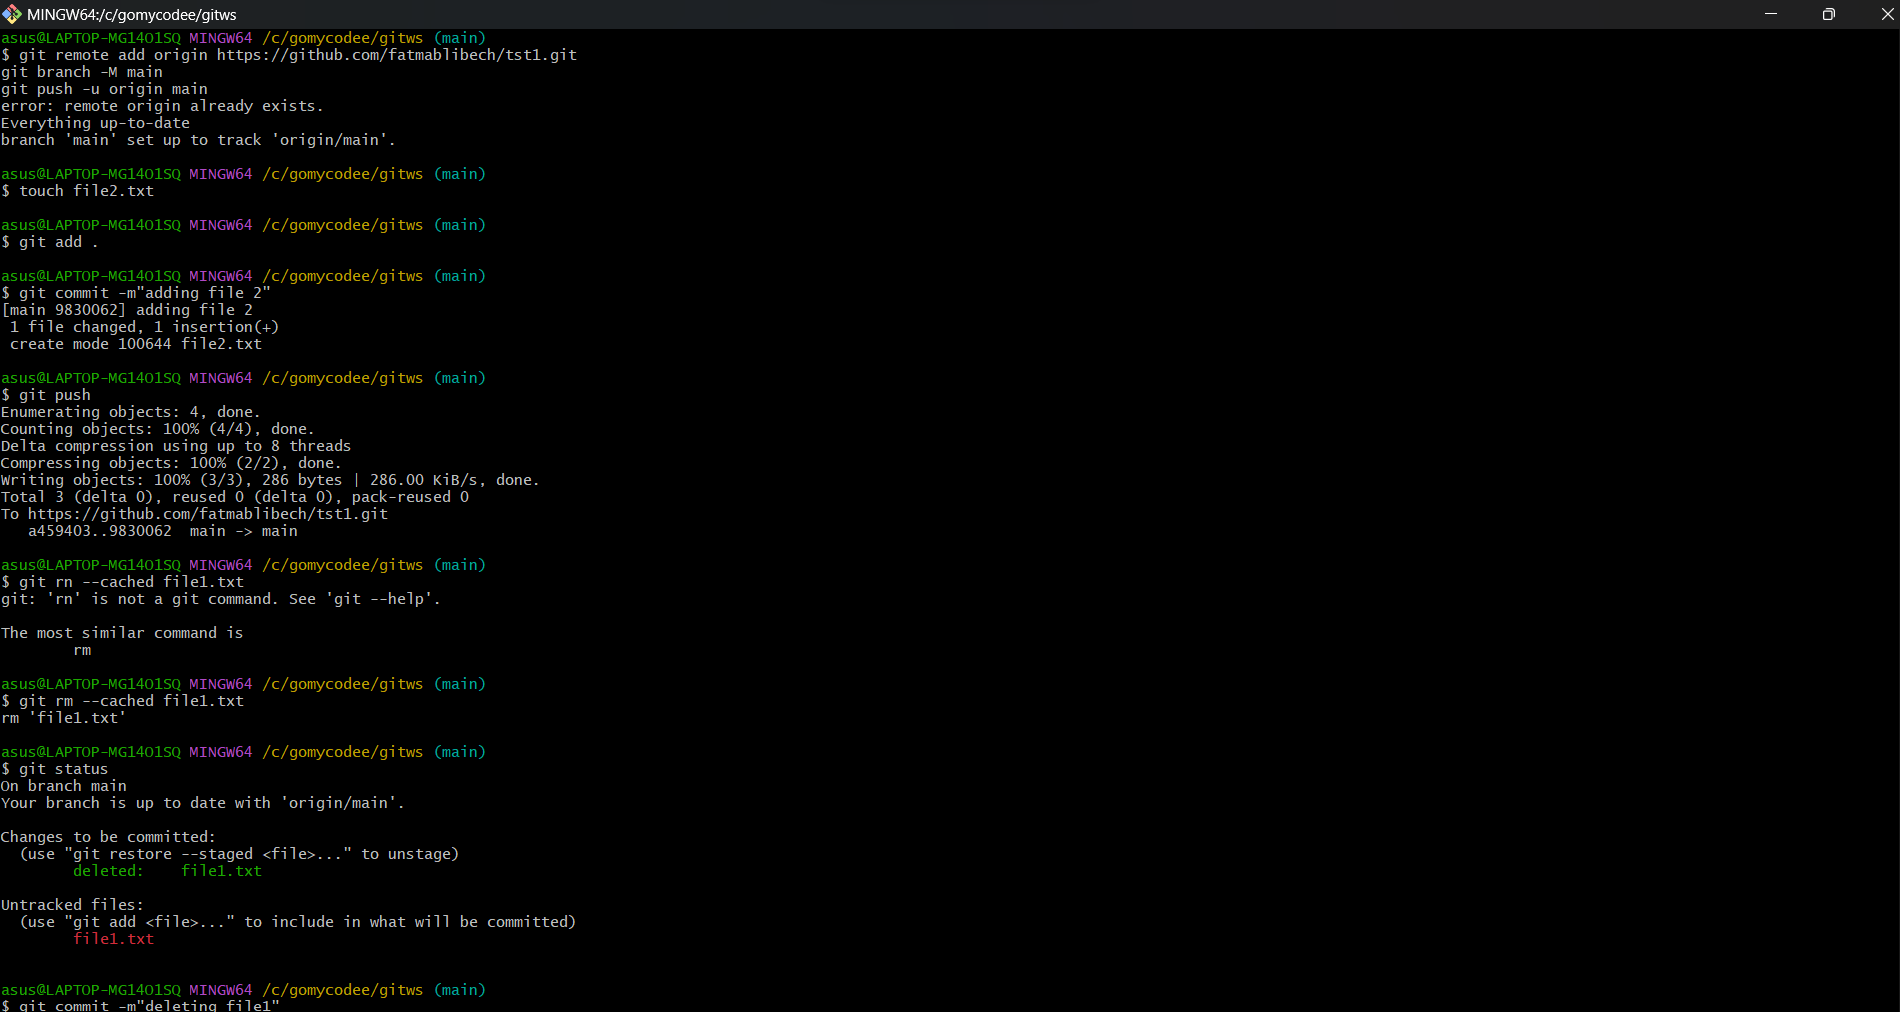 MINGW64:/c/gomycodee/gitws
asus@LAPTOP-MG14O1SQ MINGW64 /c/gomycodee/gitws (main)
$ git remote add origin https://github.com/fatmablibech/tst1.git
git branch -M main
git push -u origin main
error: remote origin already exists.
Everything up-to-date
branch 'main' set up to track 'origin/main'.
asus@LAPTOP-MG14O1SQ MINGW64 /c/gomycodee/gitws (main)
$ touch file2.txt
asus@LAPTOP-MG14O1SQ MINGW64 /c/gomycodee/gitws (main)
$ git add .
asus@LAPTOP-MG14O1SQ MINGW64 /c/gomycodee/gitws (main)
$ git commit -m"adding file 2"
[main 9830062] adding file 2
 1 file changed, 1 insertion(+)
 create mode 100644 file2.txt
asus@LAPTOP-MG14O1SQ MINGW64 /c/gomycodee/gitws (main)
$ git push
Enumerating objects: 4, done.
Counting objects: 100% (4/4), done.
Delta compression using up to 8 threads
Compressing objects: 100% (2/2), done.
Writing objects: 100% (3/3), 286 bytes | 286.00 KiB/s, done.
Total 3 (delta 0), reused 0 (delta 0), pack-reused 0
To https://github.com/fatmablibech/tst1.git
   a459403..9830062  main -> main
asus@LAPTOP-MG14O1SQ MINGW64 /c/gomycodee/gitws (main)
$ git rn --cached file1.txt
git: 'rn' is not a git command. See 'git --help'.
The most similar command is
        rm
asus@LAPTOP-MG14O1SQ MINGW64 /c/gomycodee/gitws (main)
$ git rm --cached file1.txt
rm 'file1.txt'
asus@LAPTOP-MG14O1SQ MINGW64 /c/gomycodee/gitws (main)
$ git status
On branch main
Your branch is up to date with 'origin/main'.
Changes to be committed:
  (use "git restore --staged <file>..." to unstage)
        deleted:    file1.txt
Untracked files:
  (use "git add <file>..." to include in what will be committed)
        file1.txt
asus@LAPTOP-MG14O1SQ MINGW64 /c/gomycodee/gitws (main)
$ git commit -m"deleting file1"